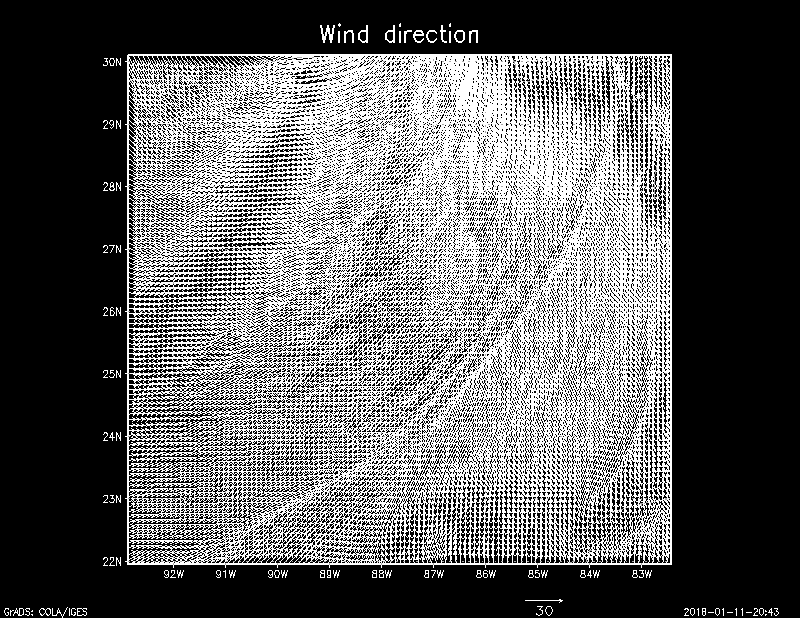 Wind direction
30N
29N
28N
27N
26N
25N
24N
23N
22N
92W 91W 90W 89W 88W 87W 86W 85W 84W 83W
30
GrADS: COLA/IGES 2018-01-11-20:43